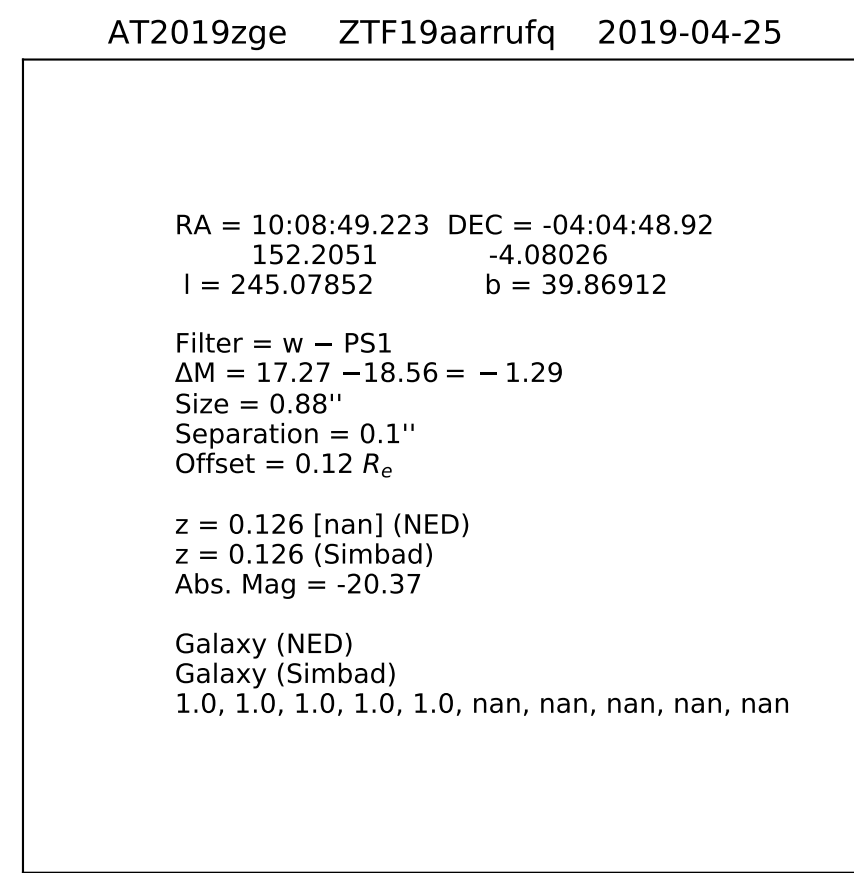 AT2019zge ZTF19aarrufq 2019-04-25
RA = 10:08:49.223 DEC = -04:04:48.92
152.2051 -4.08026
l = 245.07852 b = 39.86912
Filter = w − PS1
ΔM = 17.27 −18.56 = − 1.29
Size = 0.88''
Separation = 0.1''
Offset = 0.12 Re
z = 0.126 [nan] (NED)
z = 0.126 (Simbad)
Abs. Mag = -20.37
Galaxy (NED)
Galaxy (Simbad)
1.0, 1.0, 1.0, 1.0, 1.0, nan, nan, nan, nan, nan